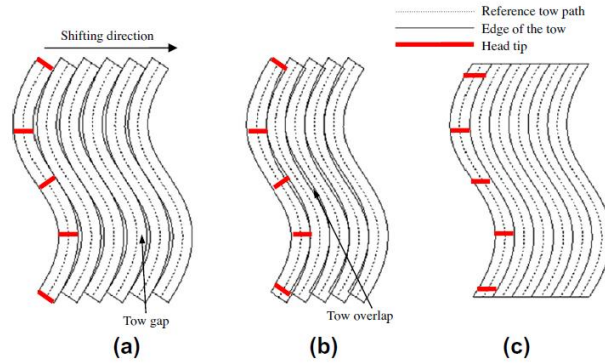 Shifting direction
Reference tow path
Edge of the tow
Head tip
Tow gap
Tow overlap
(a)
(b)
(c)